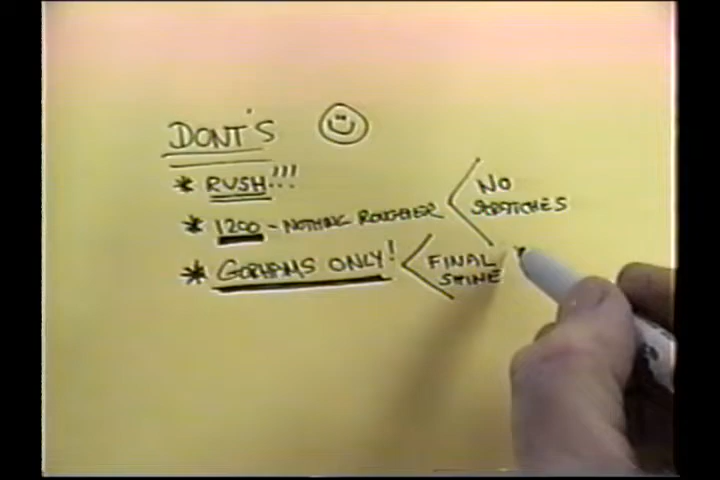 DONT'S
* RUSH!!!
* 1200 - NOTHING ROUGHER < NO SCRATCHES
* GORHAMS ONLY! < FINAL SHINE